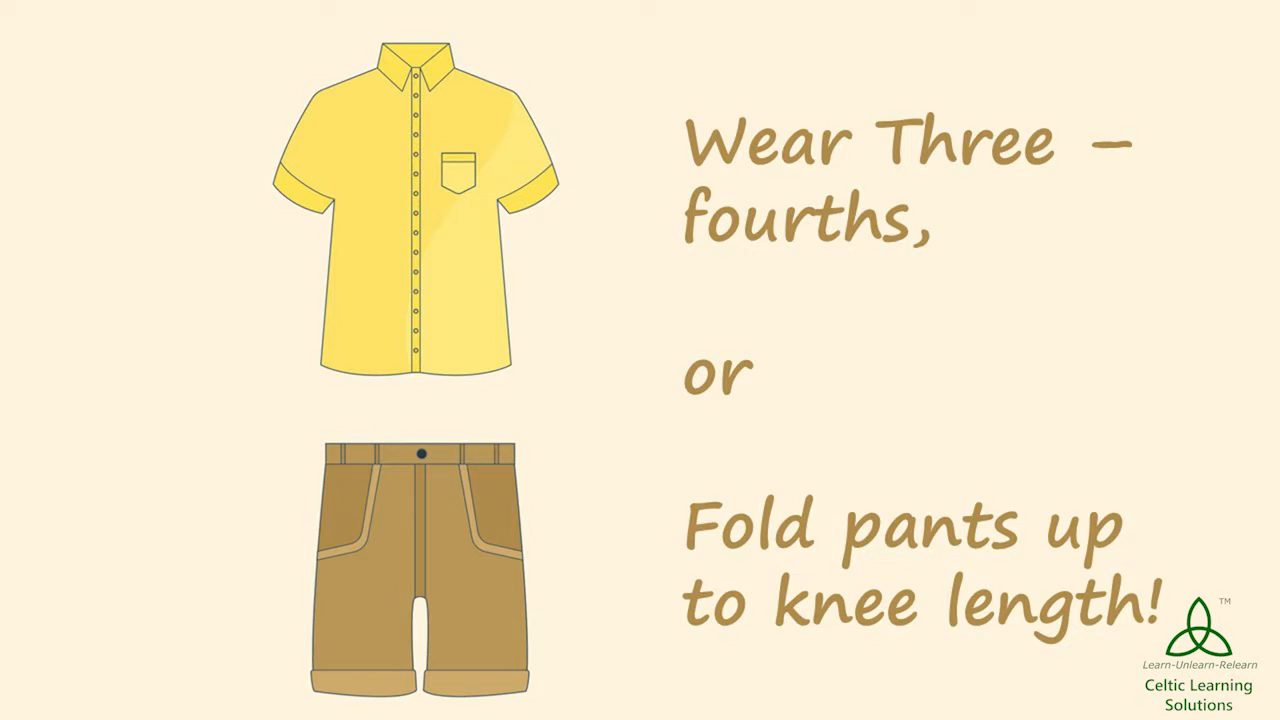 Wear Three –
fourths,
or
Fold pants up
to knee length!
TM
Learn-Unlearn-Relearn
Celtic Learning
Solutions